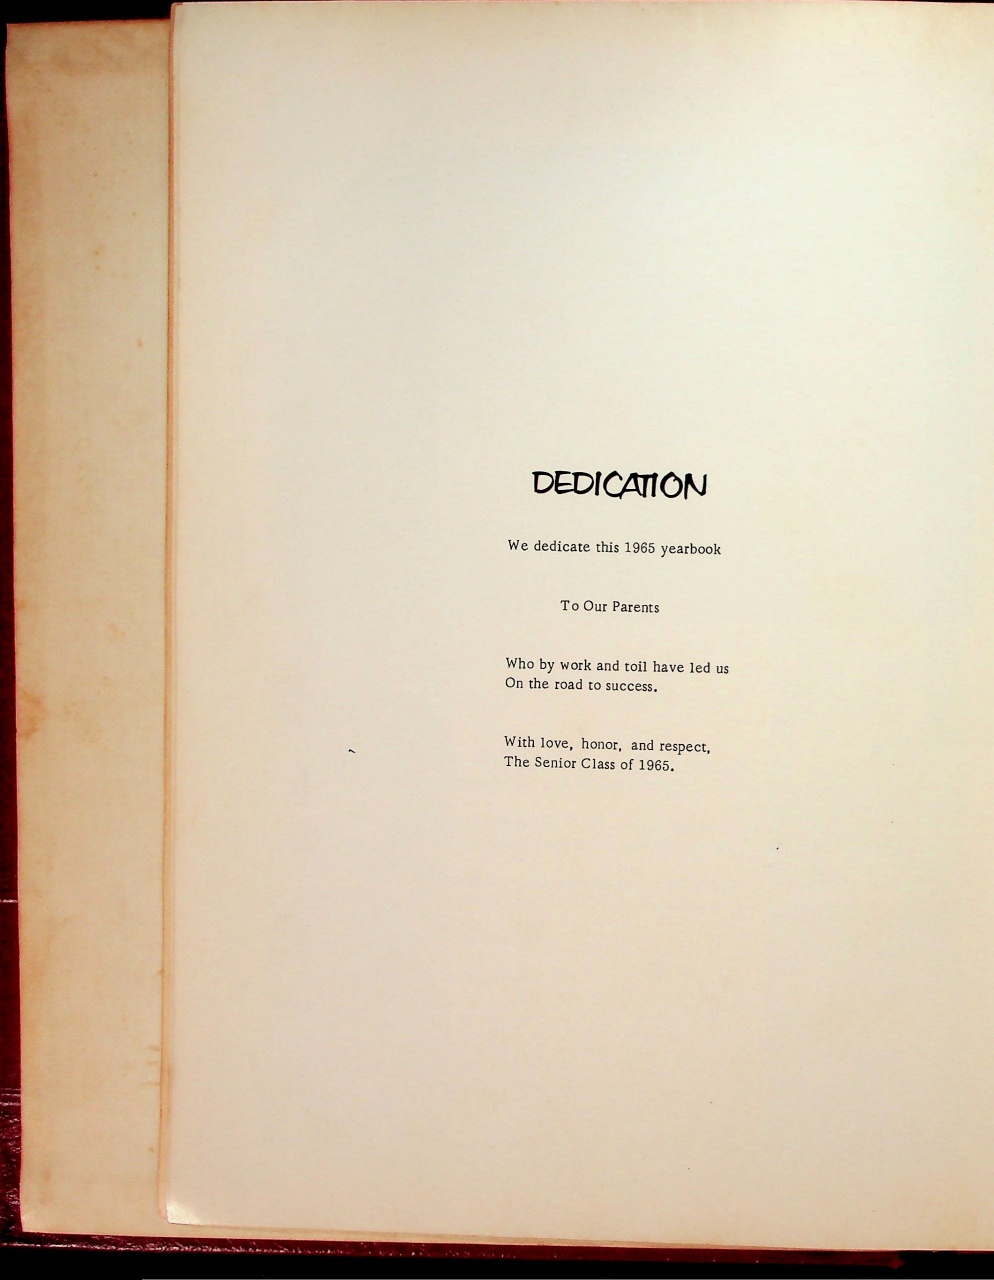 DEDICATION
We dedicate this 1965 yearbook
To Our Parents
Who by work and toil have led us
On the road to success.
With love, honor, and respect,
The Senior Class of 1965.